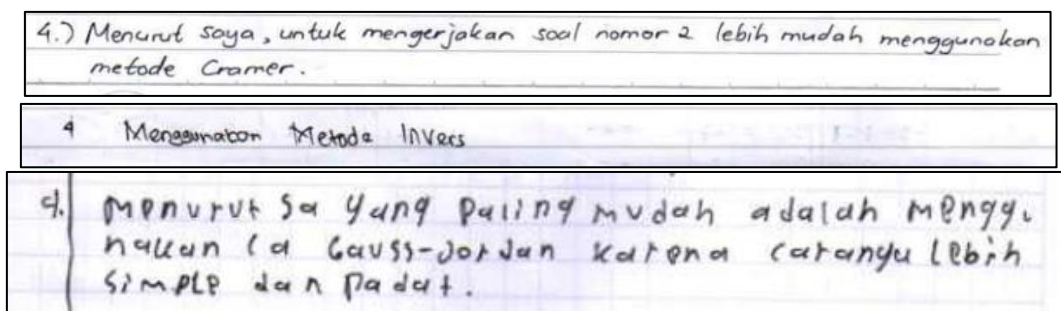 4.) Menurut saya, untuk mengerjakan soal nomor 2 lebih mudah menggunakan
metode Cramer.
4 Menggunakan Metode Invers
4. Menurut Sa yang Paling mudah adalah Menggu
nakan Ca Gauss-Jordan karena caranya lebih
simple dan Padat.